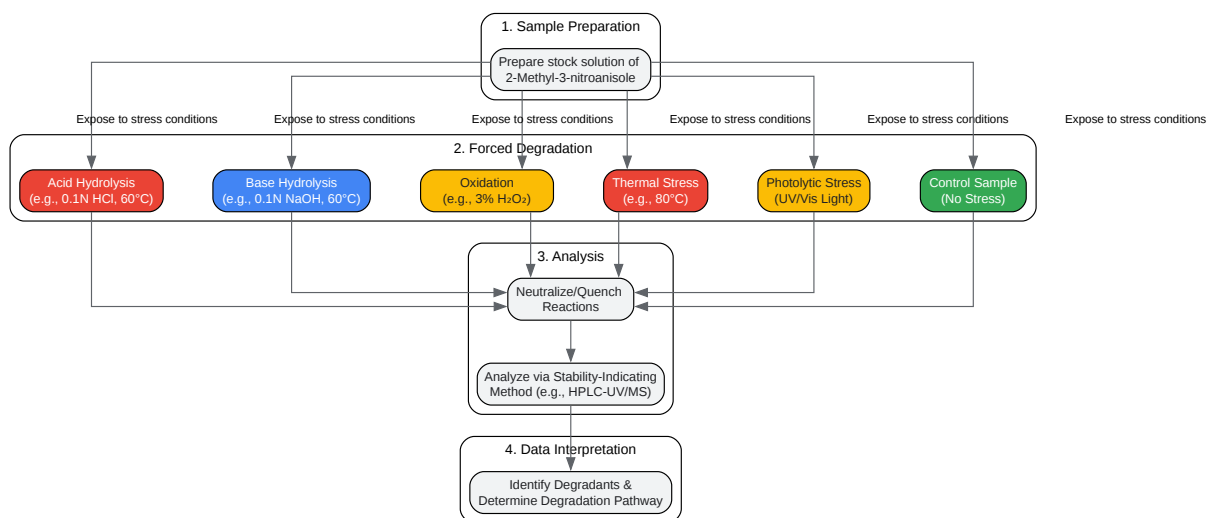 1. Sample Preparation
Prepare stock solution of
2-Methyl-3-nitroanisole
Expose to stress conditions
Expose to stress conditions
Expose to stress conditions
Expose to stress conditions
Expose to stress conditions
Expose to stress conditions
2. Forced Degradation
Acid Hydrolysis
(e.g., 0.1N HCl, 60°C)
Base Hydrolysis
(e.g., 0.1N NaOH, 60°C)
Oxidation
(e.g., 3% H₂O₂)
Thermal Stress
(e.g., 80°C)
Photolytic Stress
(UV/Vis Light)
Control Sample
(No Stress)
3. Analysis
Neutralize/Quench
Reactions
Analyze via Stability-Indicating
Method (e.g., HPLC-UV/MS)
4. Data Interpretation
Identify Degradants &
Determine Degradation Pathway